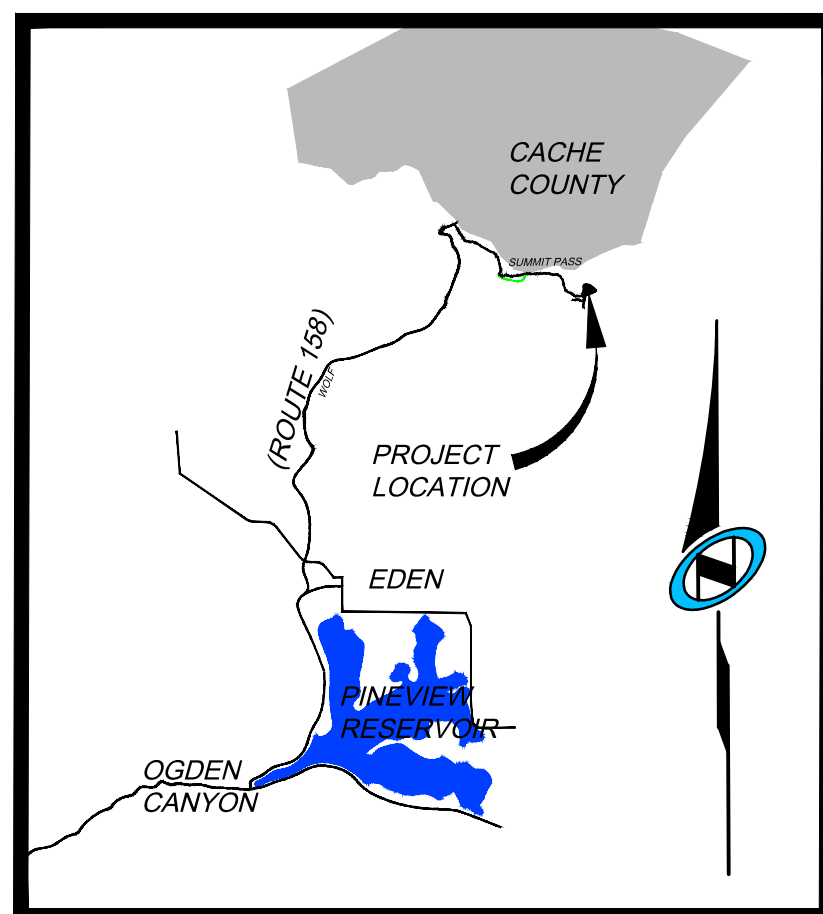 CACHE
COUNTY
SUMMIT PASS
(ROUTE 158)
WOLF
PROJECT
LOCATION
N
EDEN
PINEVIEW
RESERVOIR
OGDEN
CANYON